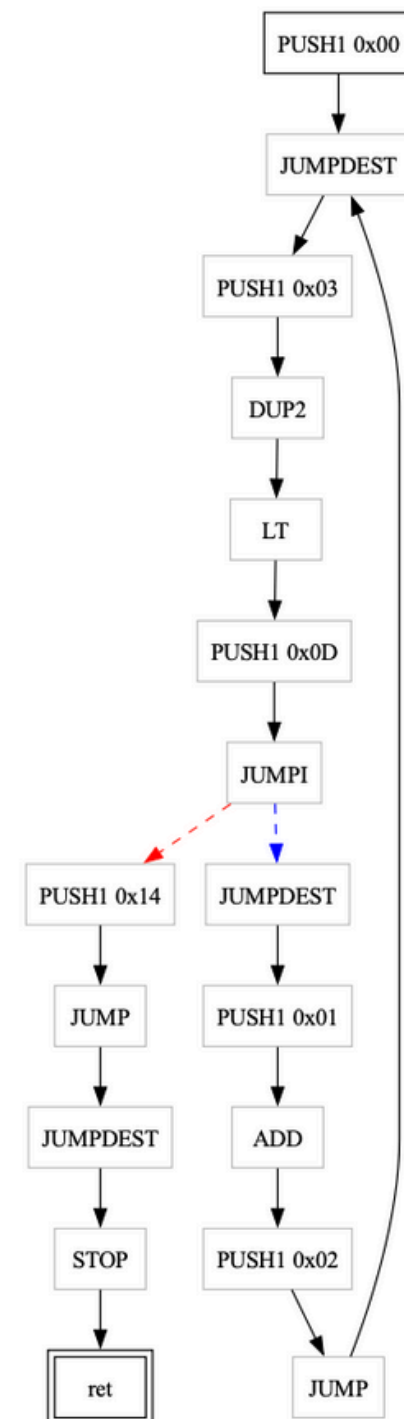 PUSH1 0x00
JUMPDEST
PUSH1 0x03
DUP2
LT
PUSH1 0x0D
JUMPI
PUSH1 0x14
JUMPDEST
JUMP
PUSH1 0x01
JUMPDEST
ADD
STOP
PUSH1 0x02
ret
JUMP